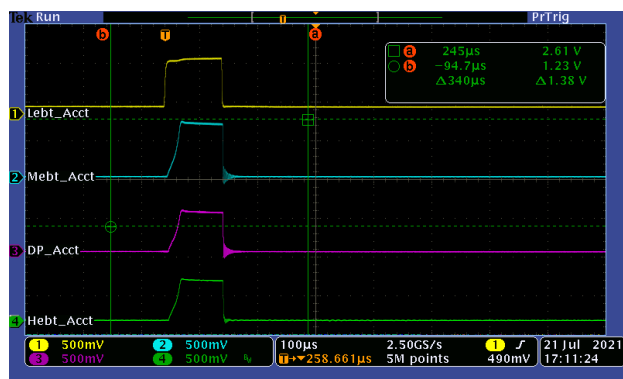 Tek Run PrTrig
b T a
a 245µs 2.61 V
b −94.7µs 1.23 V
Δ340µs Δ1.38 V
1 Lebt_Acct
2 Mebt_Acct
3 DP_Acct
4 Hebt_Acct
1 500mV 2 500mV 100µs 2.50GS/s 1 21 Jul 2021
3 500mV 4 500mV T→▼258.661µs 5M points 490mV 17:11:24